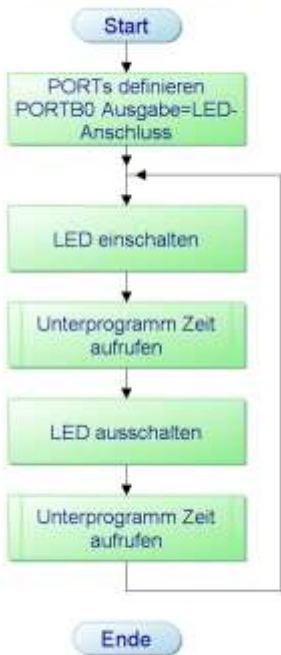 Start
PORTs definieren
PORTB0 Ausgabe=LED-
Anschluss
LED einschalten
Unterprogramm Zeit
aufrufen
LED ausschalten
Unterprogramm Zeit
aufrufen
Ende